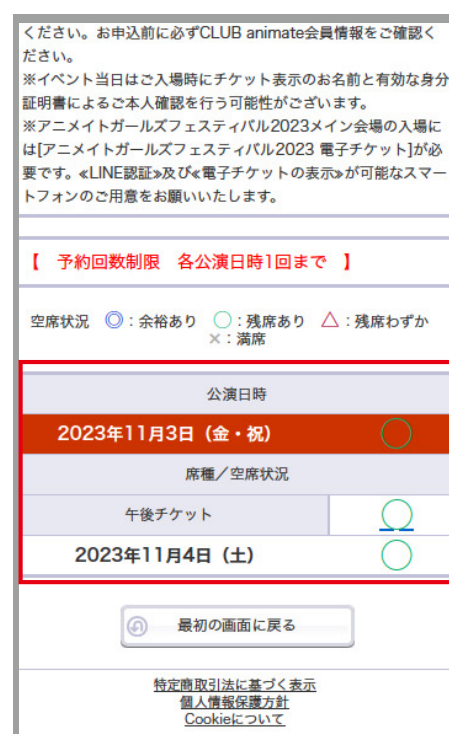 ください。お申込前に必ずCLUB animate会員情報をご確認く
ださい。
※イベント当日はご入場時にチケット表示のお名前と有効な身分
証明書によるご本人確認を行う可能性がございます。
※アニメイトガールズフェスティバル2023メイン会場の入場に
は[アニメイトガールズフェスティバル2023 電子チケット]が必
要です。≪LINE認証≫及び≪電子チケットの表示≫が可能なスマー
トフォンのご用意をお願いいたします。
【 予約回数制限 各公演日時1回まで 】
空席状況 ◎：余裕あり ○：残席あり △：残席わずか
×：満席
公演日時
2023年11月3日（金・祝） ○
席種／空席状況
午後チケット ○
2023年11月4日（土） ○
最初の画面に戻る
特定商取引法に基づく表示
個人情報保護方針
Cookieについて